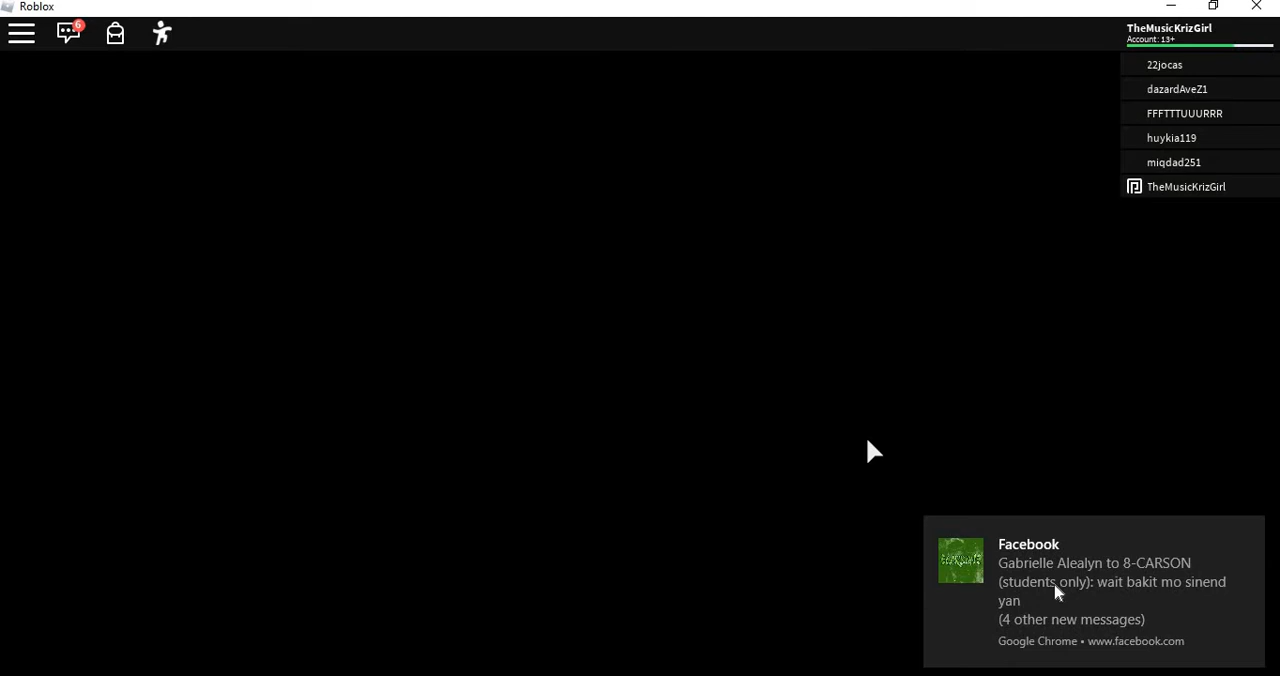 Roblox
6
TheMusicKrizGirl
Account: 13+
22jocas
dazardAveZ1
FFFTTTUUURRR
huykia119
miqdad251
TheMusicKrizGirl
Facebook
Gabrielle Alealyn to 8-CARSON
(students only): wait bakit mo sinend
yan
(4 other new messages)
Google Chrome • www.facebook.com